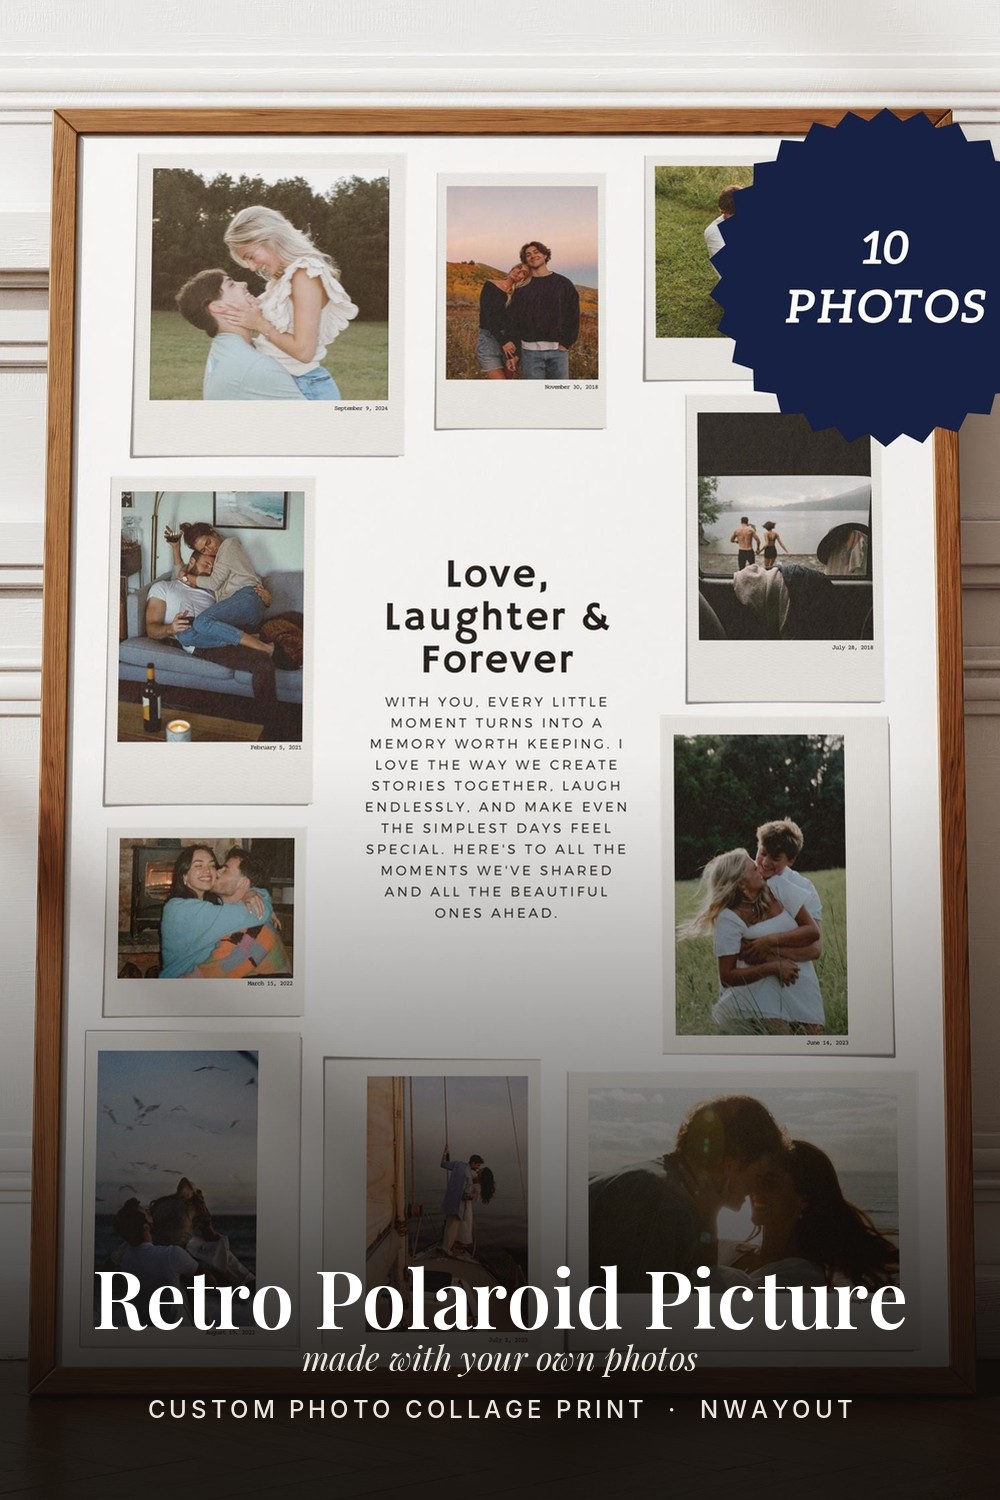 10
PHOTOS
September 9, 2024
November 30, 2018
February 5, 2021
July 28, 2018
Love,
Laughter &
Forever
WITH YOU, EVERY LITTLE
MOMENT TURNS INTO A
MEMORY WORTH KEEPING. I
LOVE THE WAY WE CREATE
STORIES TOGETHER, LAUGH
ENDLESSLY, AND MAKE EVEN
THE SIMPLEST DAYS FEEL
SPECIAL. HERE'S TO ALL THE
MOMENTS WE'VE SHARED
AND ALL THE BEAUTIFUL
ONES AHEAD.
March 15, 2022
June 14, 2023
Retro Polaroid Picture
made with your own photos
CUSTOM PHOTO COLLAGE PRINT · NWAYOUT